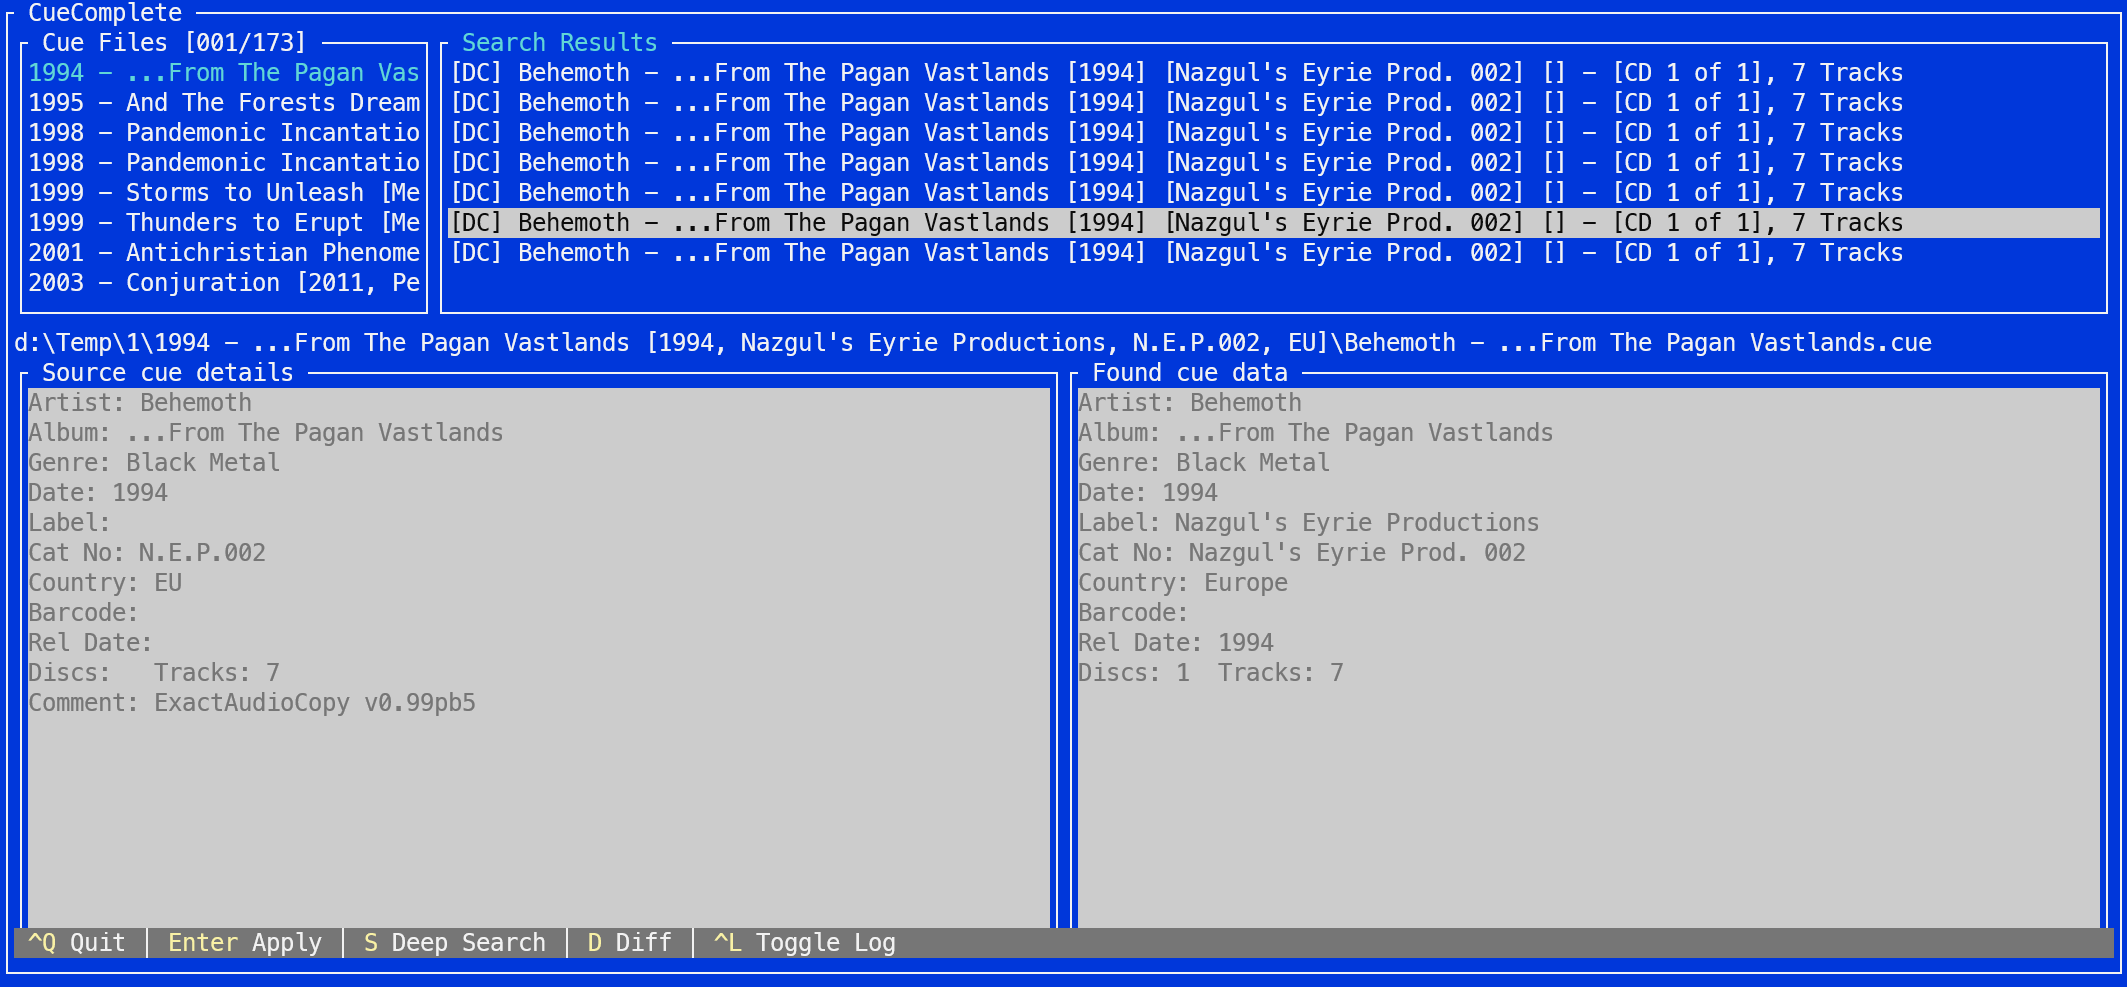 CueComplete
Cue Files [001/173]
1994 – ...From The Pagan Vas
1995 – And The Forests Dream
1998 – Pandemonic Incantatio
1998 – Pandemonic Incantatio
1999 – Storms to Unleash [Me
1999 – Thunders to Erupt [Me
2001 – Antichristian Phenome
2003 – Conjuration [2011, Pe
Search Results
[DC] Behemoth – ...From The Pagan Vastlands [1994] [Nazgul's Eyrie Prod. 002] [] – [CD 1 of 1], 7 Tracks
[DC] Behemoth – ...From The Pagan Vastlands [1994] [Nazgul's Eyrie Prod. 002] [] – [CD 1 of 1], 7 Tracks
[DC] Behemoth – ...From The Pagan Vastlands [1994] [Nazgul's Eyrie Prod. 002] [] – [CD 1 of 1], 7 Tracks
[DC] Behemoth – ...From The Pagan Vastlands [1994] [Nazgul's Eyrie Prod. 002] [] – [CD 1 of 1], 7 Tracks
[DC] Behemoth – ...From The Pagan Vastlands [1994] [Nazgul's Eyrie Prod. 002] [] – [CD 1 of 1], 7 Tracks
[DC] Behemoth – ...From The Pagan Vastlands [1994] [Nazgul's Eyrie Prod. 002] [] – [CD 1 of 1], 7 Tracks
[DC] Behemoth – ...From The Pagan Vastlands [1994] [Nazgul's Eyrie Prod. 002] [] – [CD 1 of 1], 7 Tracks
d:\Temp\1\1994 – ...From The Pagan Vastlands [1994, Nazgul's Eyrie Productions, N.E.P.002, EU]\Behemoth – ...From The Pagan Vastlands.cue
Source cue details
Artist: Behemoth
Album: ...From The Pagan Vastlands
Genre: Black Metal
Date: 1994
Label:
Cat No: N.E.P.002
Country: EU
Barcode:
Rel Date:
Discs:   Tracks: 7
Comment: ExactAudioCopy v0.99pb5
Found cue data
Artist: Behemoth
Album: ...From The Pagan Vastlands
Genre: Black Metal
Date: 1994
Label: Nazgul's Eyrie Productions
Cat No: Nazgul's Eyrie Prod. 002
Country: Europe
Barcode:
Rel Date: 1994
Discs: 1  Tracks: 7
^Q Quit │ Enter Apply │ S Deep Search │ D Diff │ ^L Toggle Log